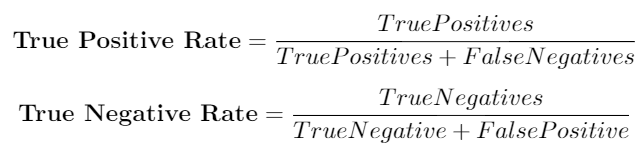 True Positive Rate = TruePositives / TruePositives + FalseNegatives
True Negative Rate = TrueNegatives / TrueNegative + FalsePositive